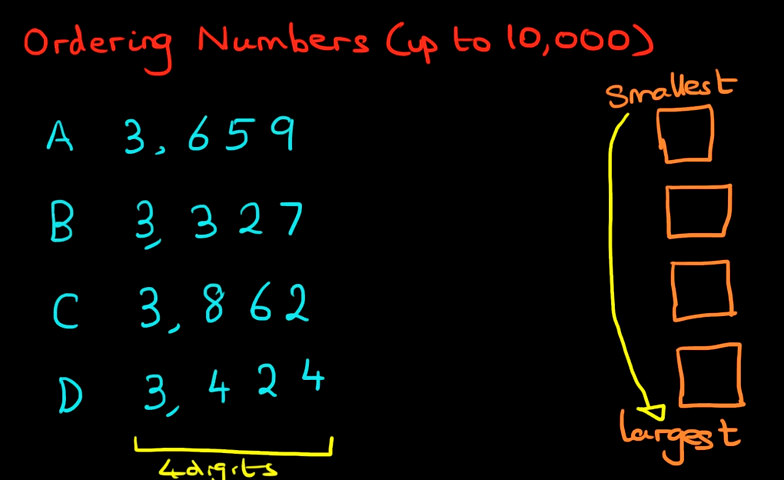 Ordering Numbers (up to 10,000)
Smallest
A 3,659
B 3,327
C 3,862
D 3,424
largest
4 digits